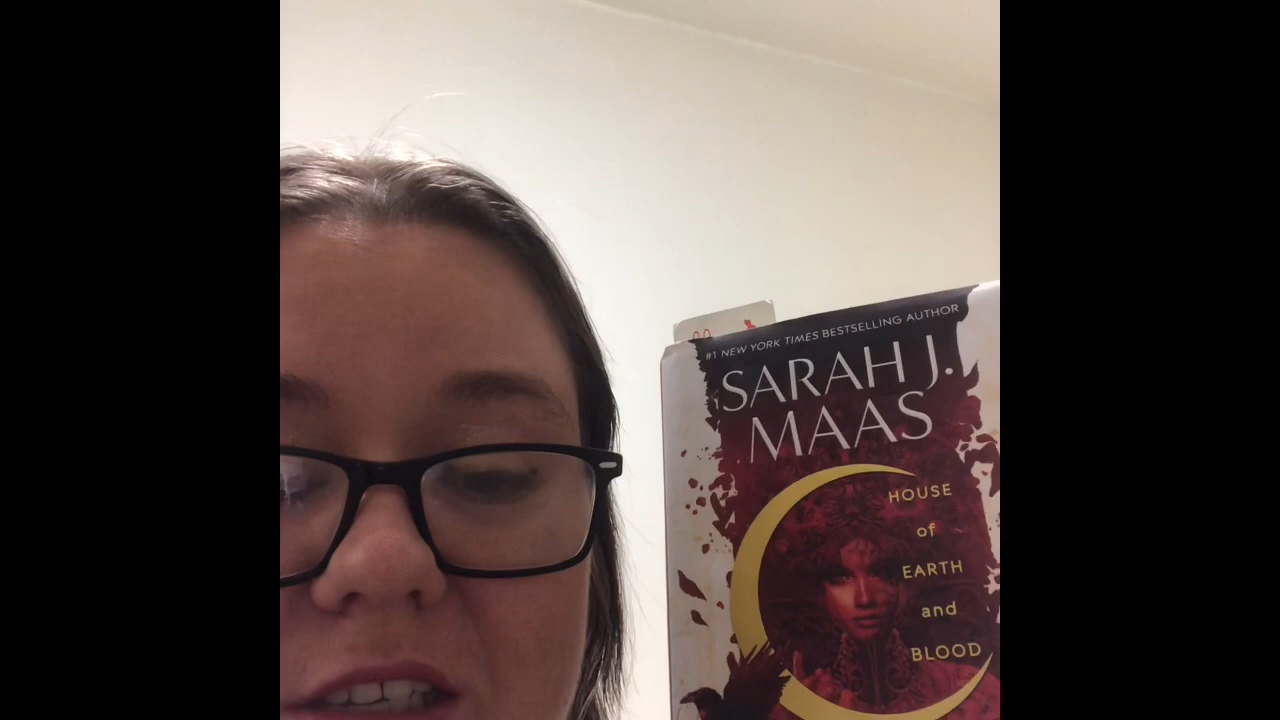 #1 NEW YORK TIMES BESTSELLING AUTHOR
SARAH J.
MAAS
HOUSE
of
EARTH
and
BLOOD